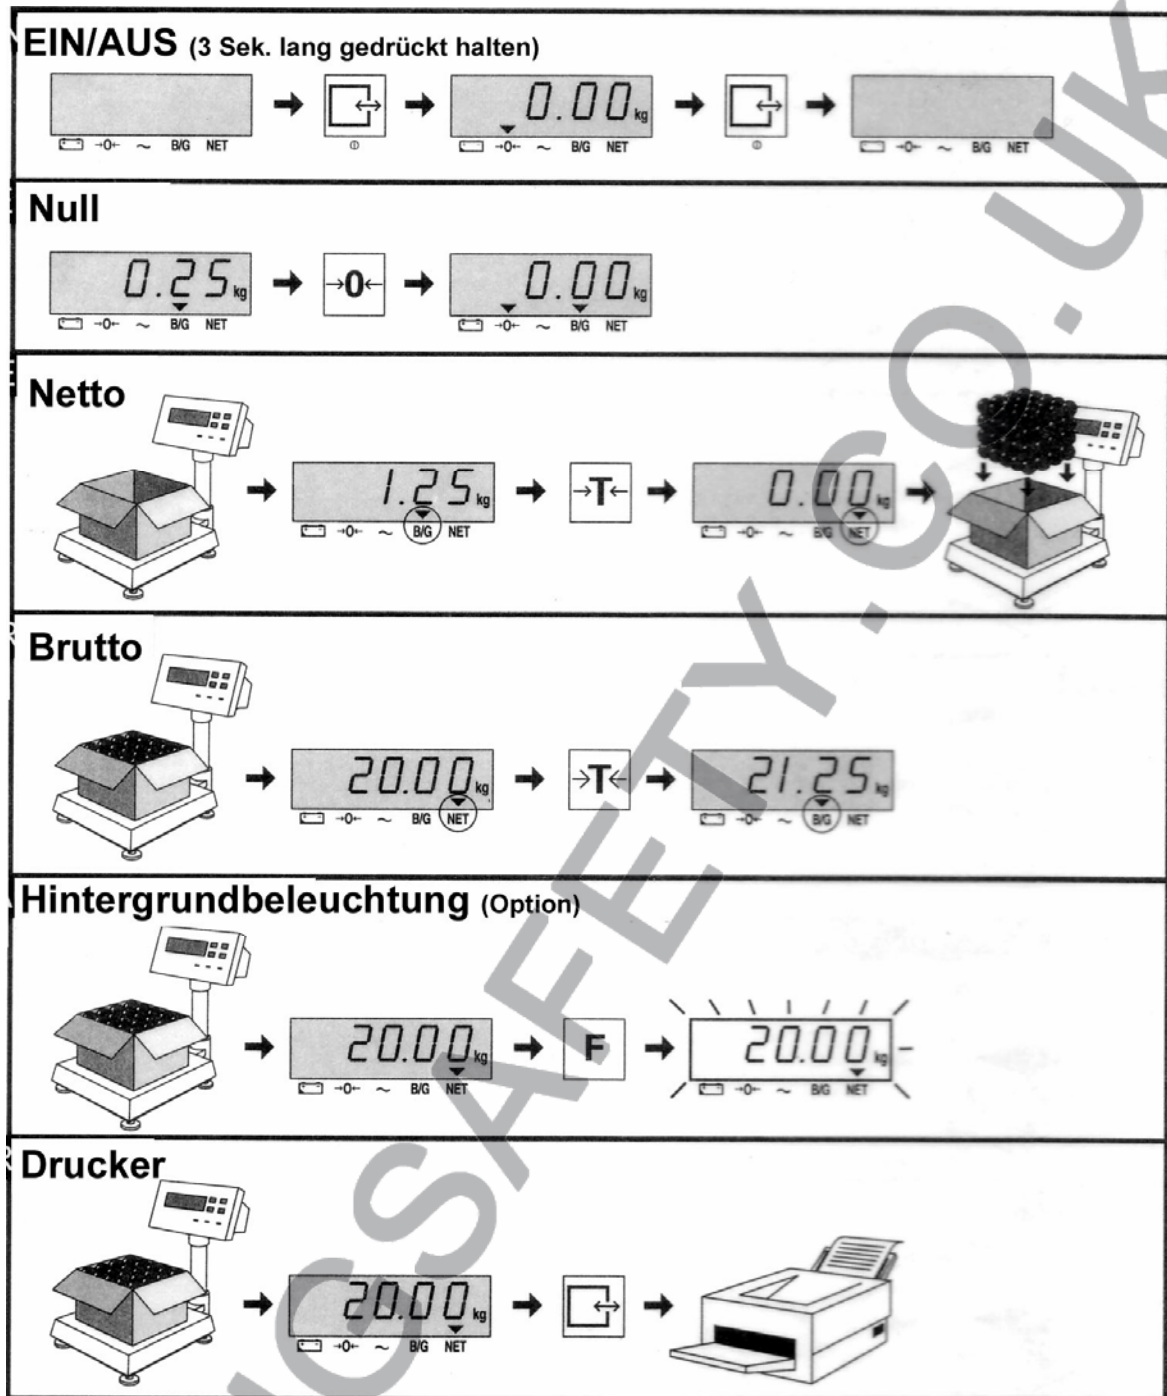 EIN/AUS (3 Sek. lang gedrückt halten)
0.00 kg
→0← ~ B/G NET →0← ~ B/G NET →0← ~ B/G NET
Null
0.25 kg →0← 0.00 kg
→0← ~ B/G NET →0← ~ B/G NET
Netto
1.25 kg →T← 0.00 kg
→0← ~ B/G NET →0← ~ B/G NET
Brutto
20.00 kg →T← 21.25 kg
→0← ~ B/G NET →0← ~ B/G NET
Hintergrundbeleuchtung (Option)
20.00 kg F 20.00 kg
→0← ~ B/G NET →0← ~ B/G NET
Drucker
20.00 kg
→0← ~ B/G NET
NGSAFETY.CO.UK